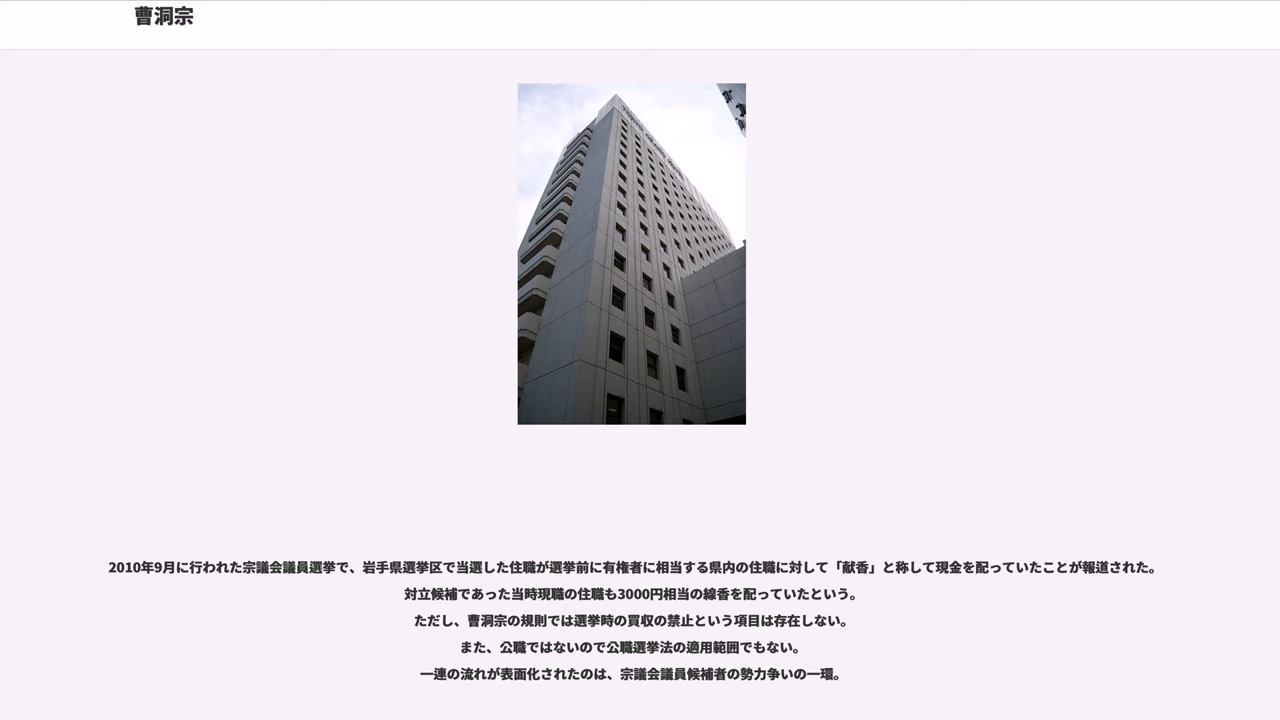 曹洞宗
2010年9月に行われた宗議会議員選挙で、岩手県選挙区で当選した住職が選挙前に有権者に相当する県内の住職に対して「献香」と称して現金を配っていたことが報道された。
対立候補であった当時現職の住職も3000円相当の線香を配っていたという。
ただし、曹洞宗の規則では選挙時の買収の禁止という項目は存在しない。
また、公職ではないので公職選挙法の適用範囲でもない。
一連の流れが表面化されたのは、宗議会議員候補者の勢力争いの一環。